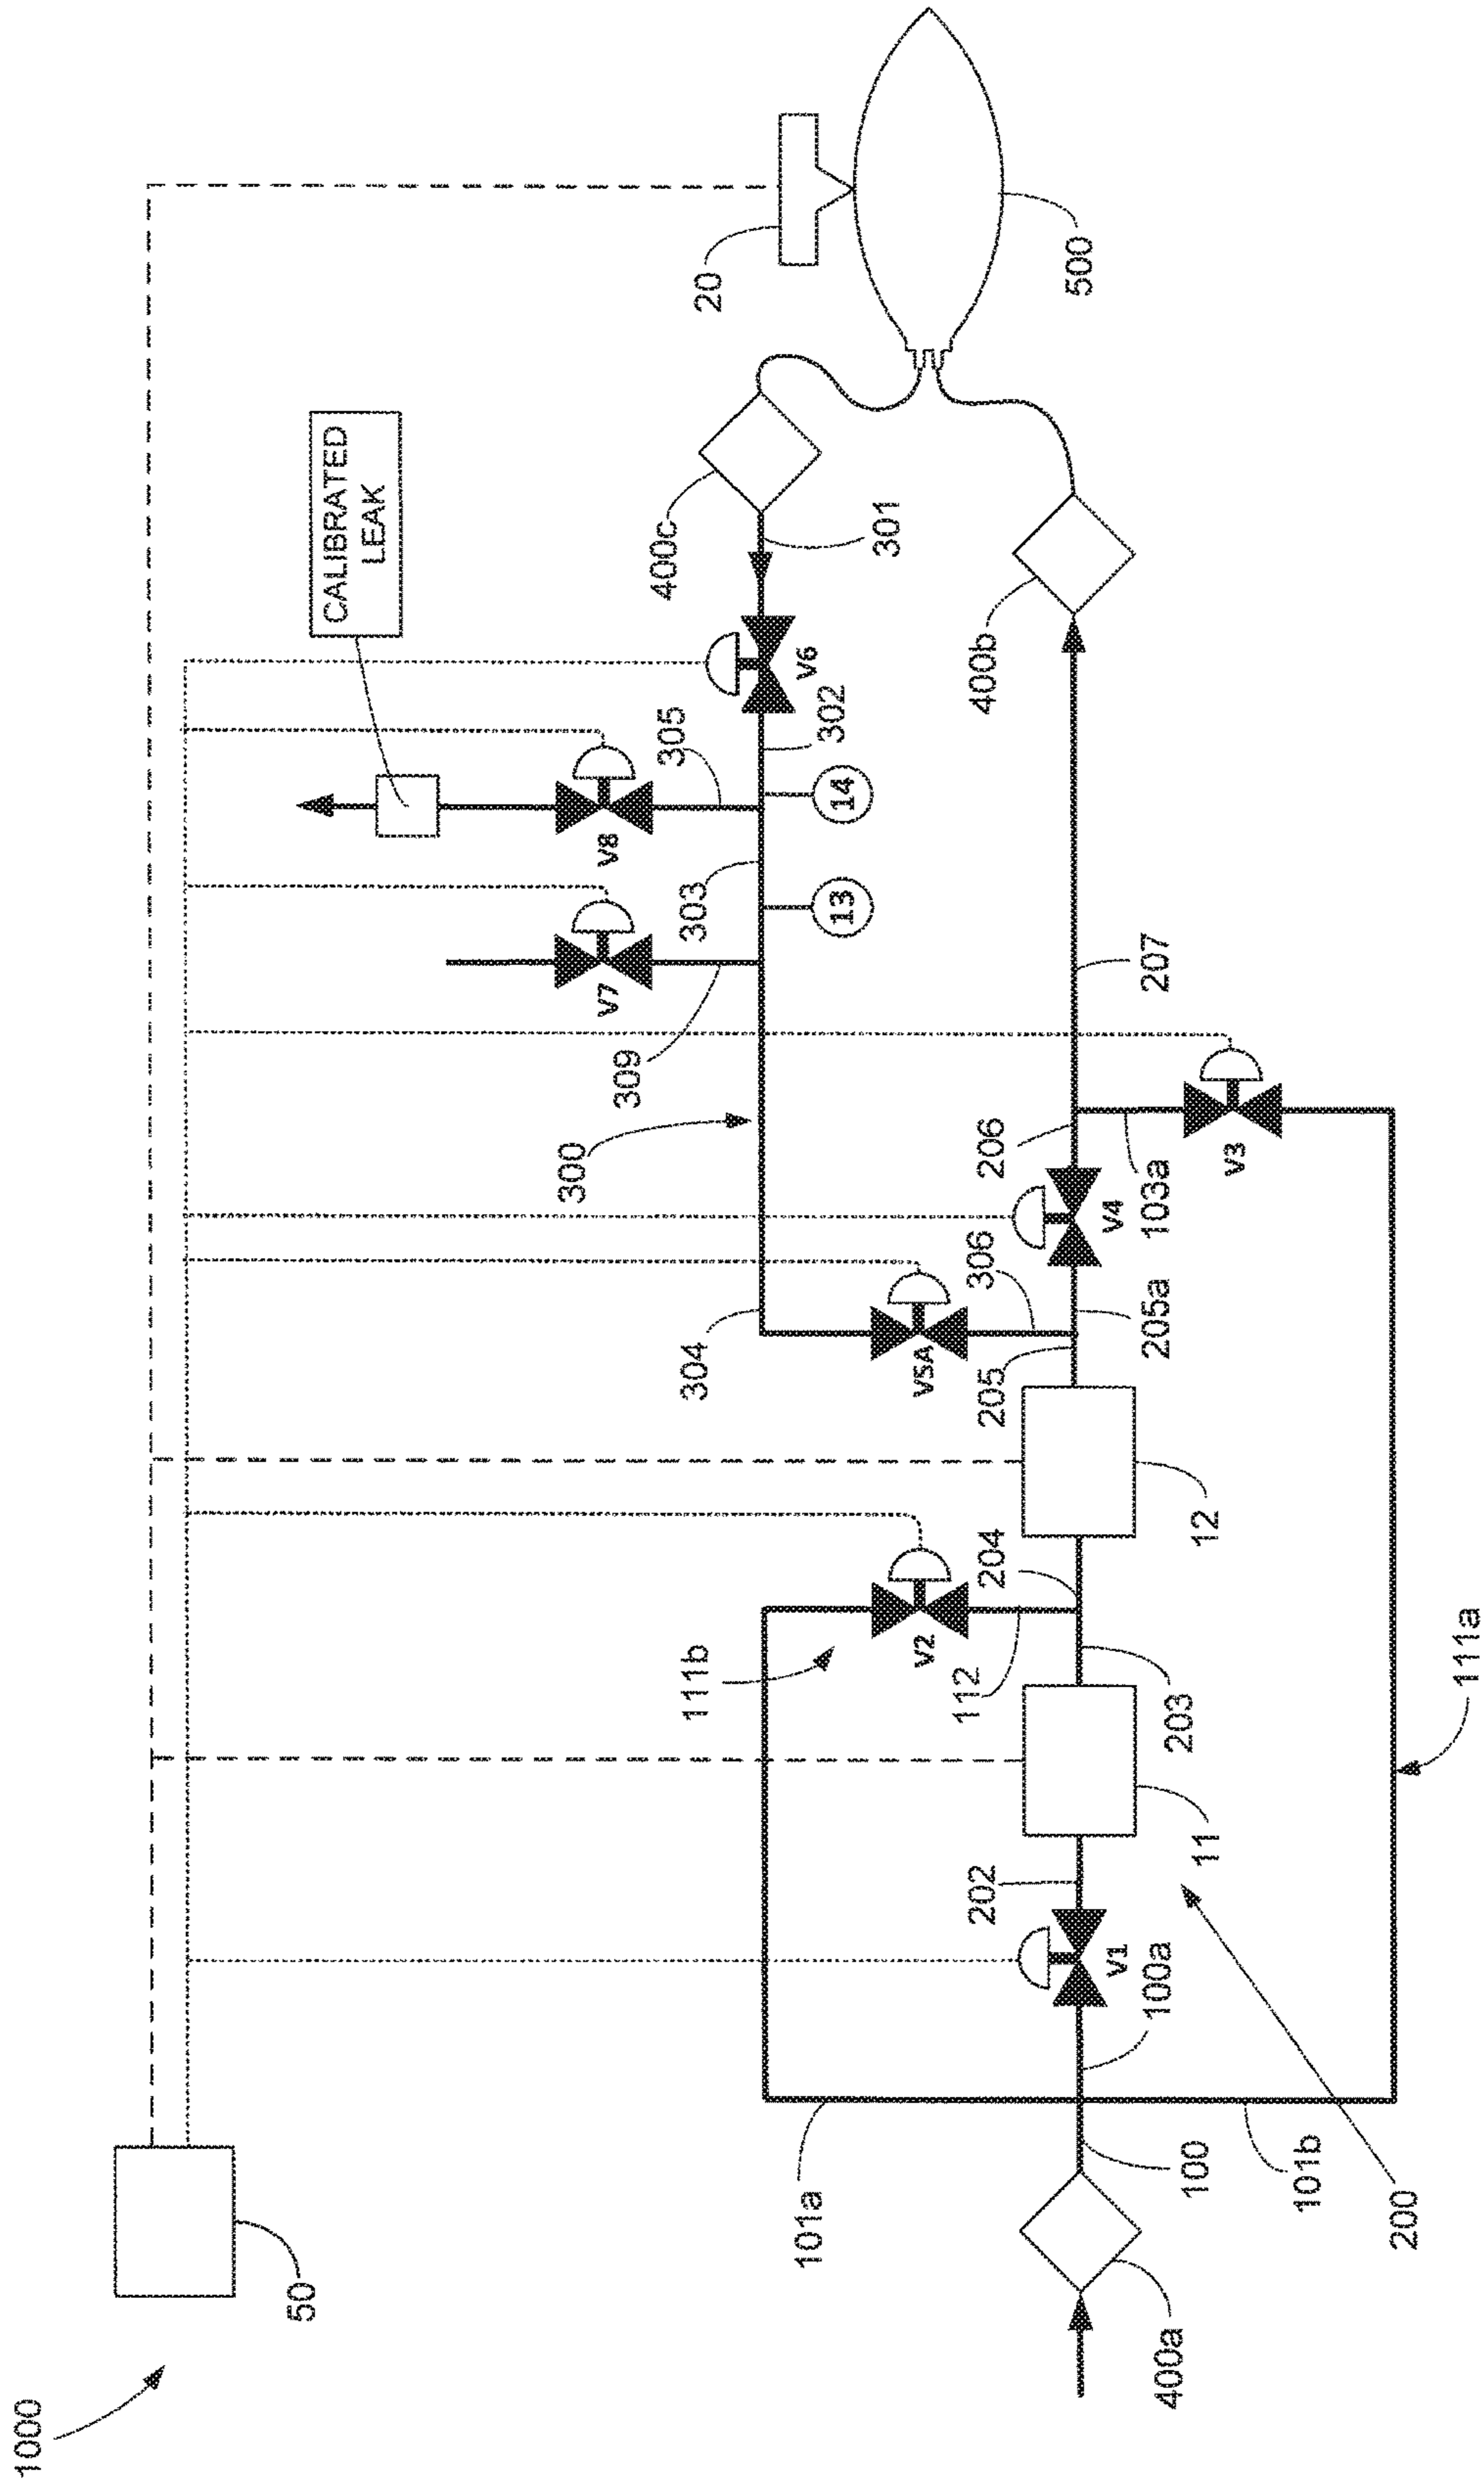 1000
50
CALIBRATED
LEAK
20
500
400c
301
V6
302
305
V8
14
303
13
V7
309
300
304
V5A
306
205
205a
V4
206
103a
V3
207
400b
111b
V2
112
204
12
203
11
202
V1
100a
101a
100
101b
200
400a
111a